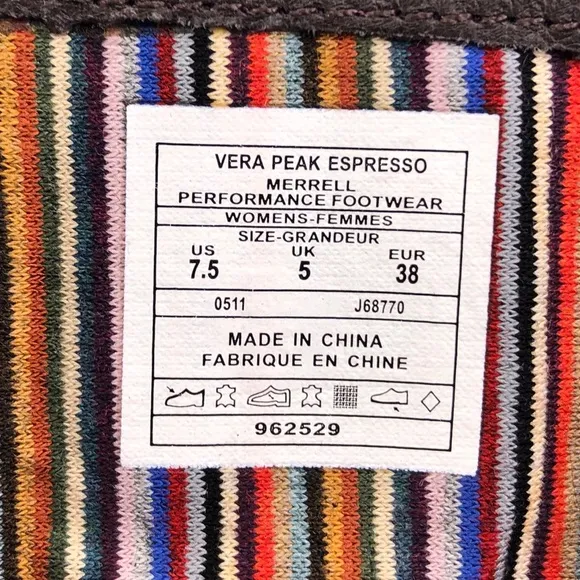 VERA PEAK ESPRESSO
MERRELL
PERFORMANCE FOOTWEAR
WOMENS-FEMMES
SIZE-GRANDEUR
US UK EUR
7.5 5 38
0511 J68770
MADE IN CHINA
FABRIQUE EN CHINE
962529